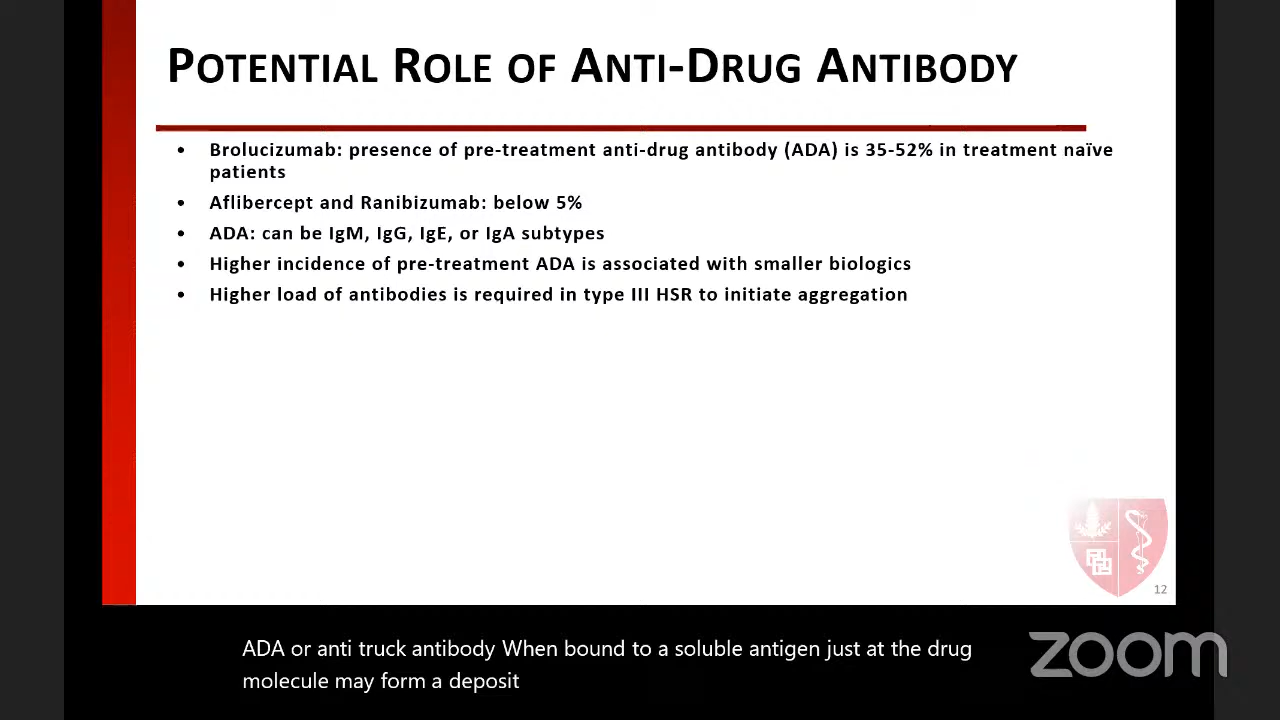 POTENTIAL ROLE OF ANTI-DRUG ANTIBODY
• Brolucizumab: presence of pre-treatment anti-drug antibody (ADA) is 35-52% in treatment naïve
patients
• Aflibercept and Ranibizumab: below 5%
• ADA: can be IgM, IgG, IgE, or IgA subtypes
• Higher incidence of pre-treatment ADA is associated with smaller biologics
• Higher load of antibodies is required in type III HSR to initiate aggregation
12
ADA or anti truck antibody When bound to a soluble antigen just at the drug
molecule may form a deposit
zoom